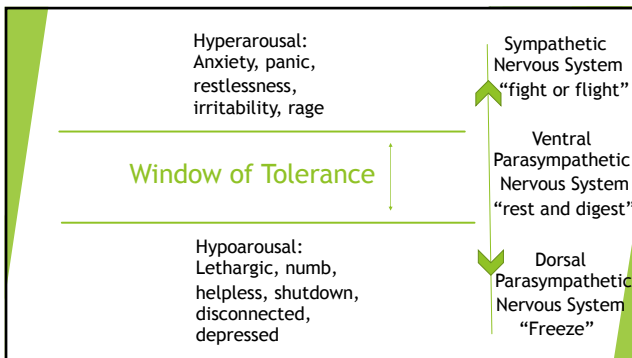 Hyperarousal:
Anxiety, panic,
restlessness,
irritability, rage
Window of Tolerance
Hypoarousal:
Lethargic, numb,
helpless, shutdown,
disconnected,
depressed
Sympathetic
Nervous System
“fight or flight”
Ventral
Parasympathetic
Nervous System
“rest and digest”
Dorsal
Parasympathetic
Nervous System
“Freeze”